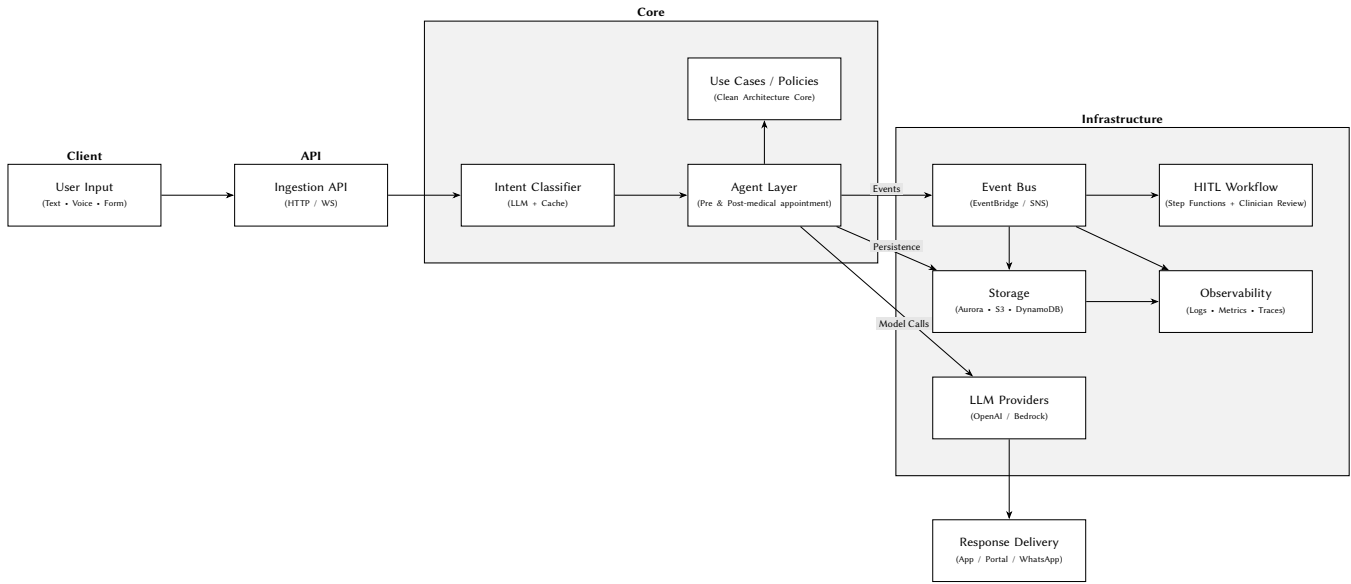 Core
Use Cases / Policies
(Clean Architecture Core)
Infrastructure
Client
User Input
(Text • Voice • Form)
API
Ingestion API
(HTTP / WS)
Intent Classifier
(LLM + Cache)
Agent Layer
(Pre & Post-medical appointment)
Events
Event Bus
(EventBridge / SNS)
HITL Workflow
(Step Functions + Clinician Review)
Persistence
Storage
(Aurora • S3 • DynamoDB)
Observability
(Logs • Metrics • Traces)
Model Calls
LLM Providers
(OpenAI / Bedrock)
Response Delivery
(App / Portal / WhatsApp)